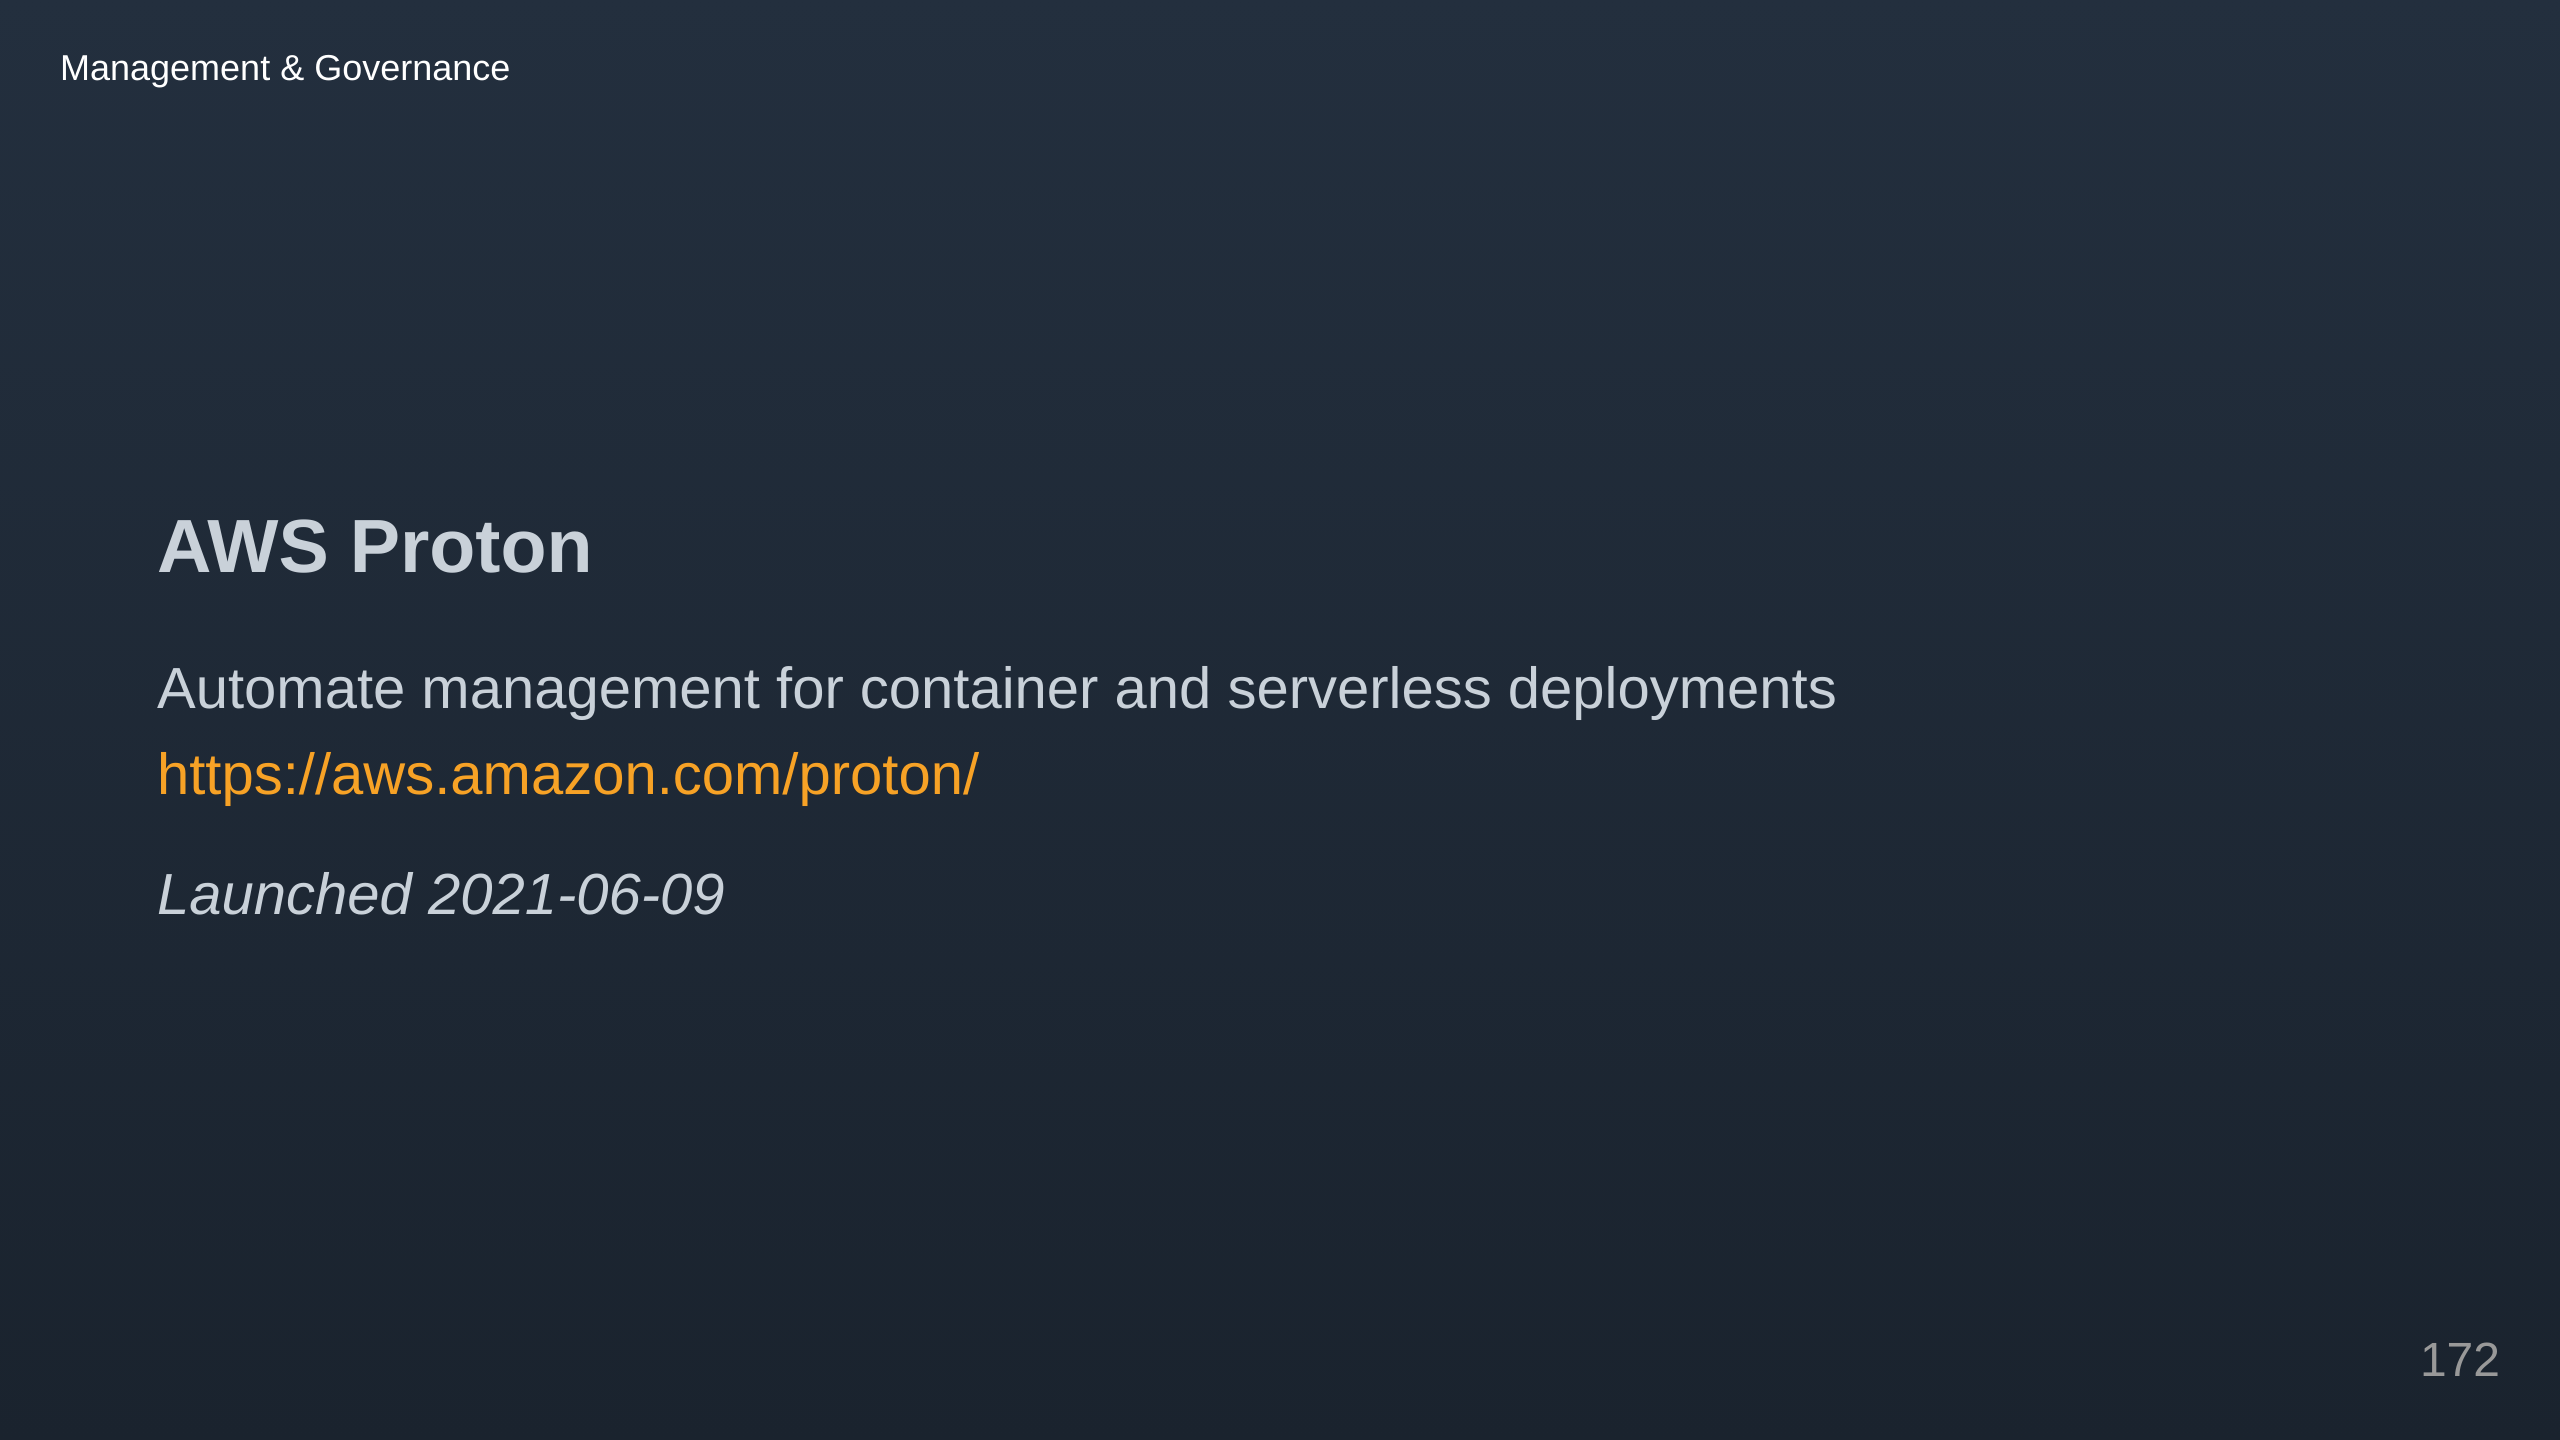 Management & Governance
AWS Proton
Automate management for container and serverless deployments
https://aws.amazon.com/proton/
Launched 2021-06-09
172